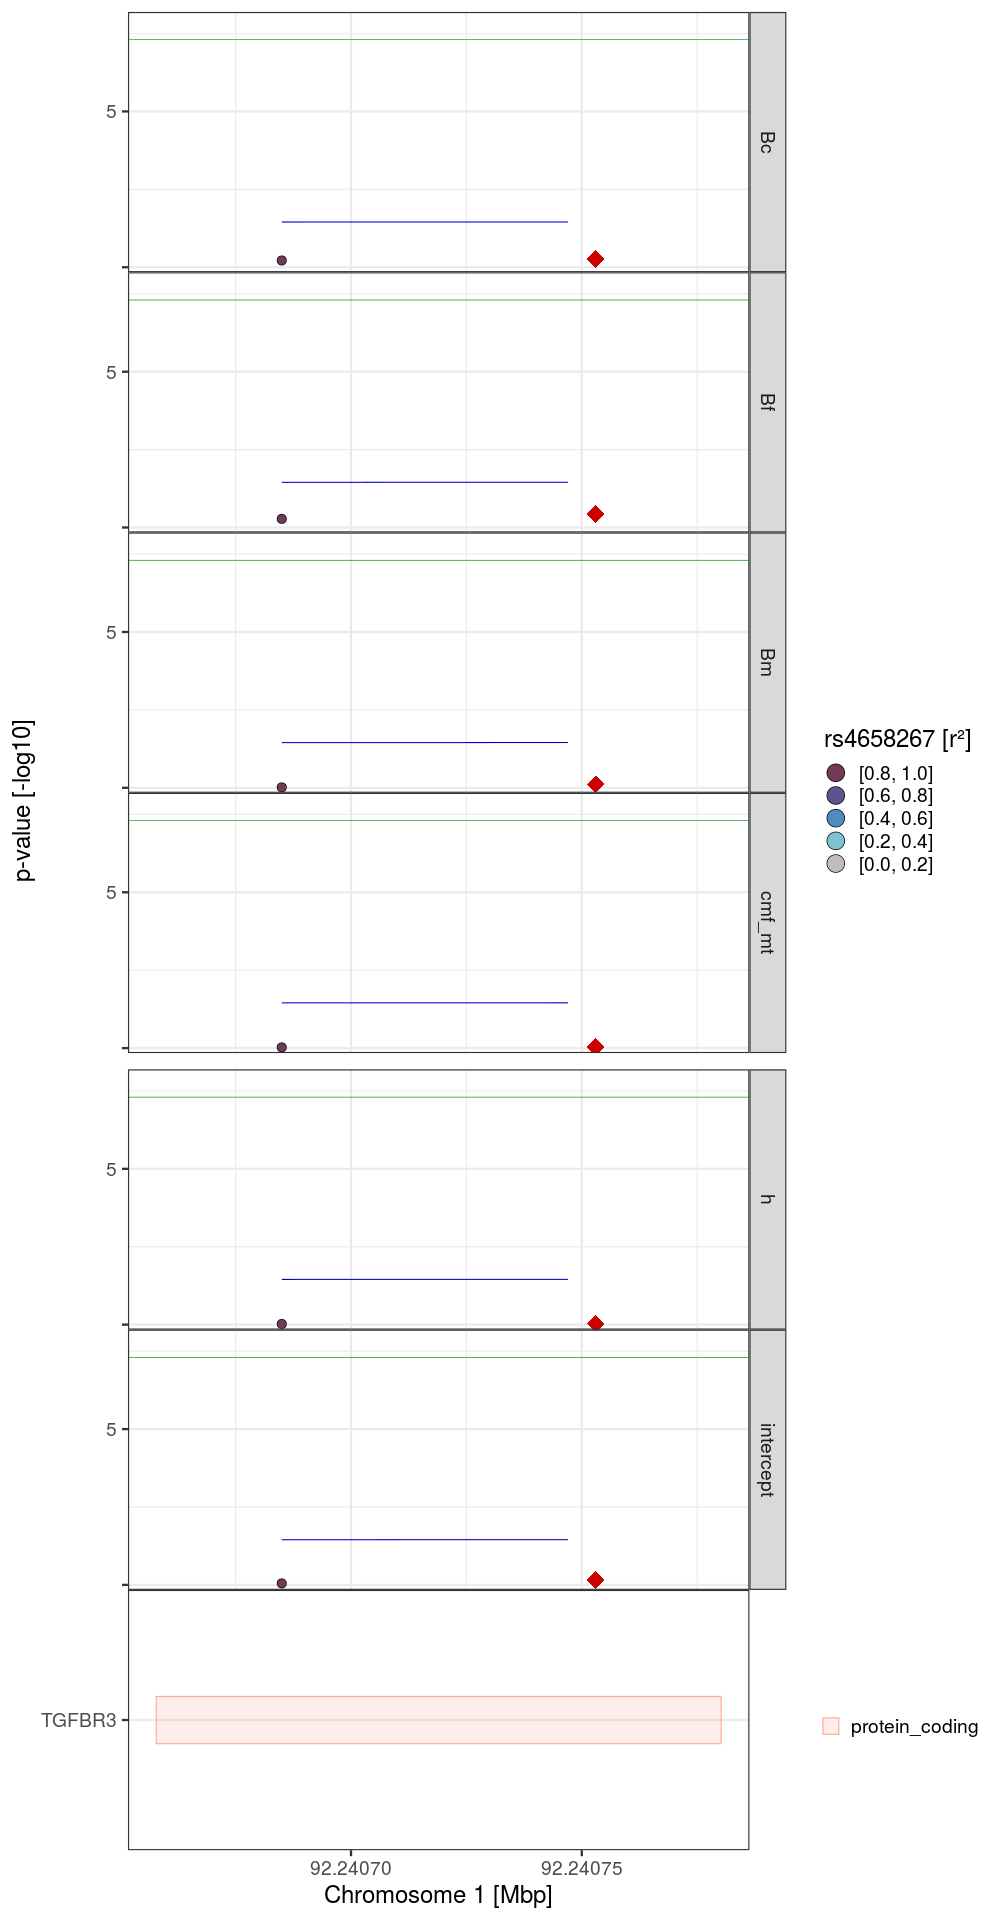 5
Bc
5
Bf
5
Bm
5
cmf_mt
5
h
5
intercept
p-value [-log10]
rs4658267 [r²]
[0.8, 1.0]
[0.6, 0.8]
[0.4, 0.6]
[0.2, 0.4]
[0.0, 0.2]
TGFBR3
protein_coding
92.24070
92.24075
Chromosome 1 [Mbp]